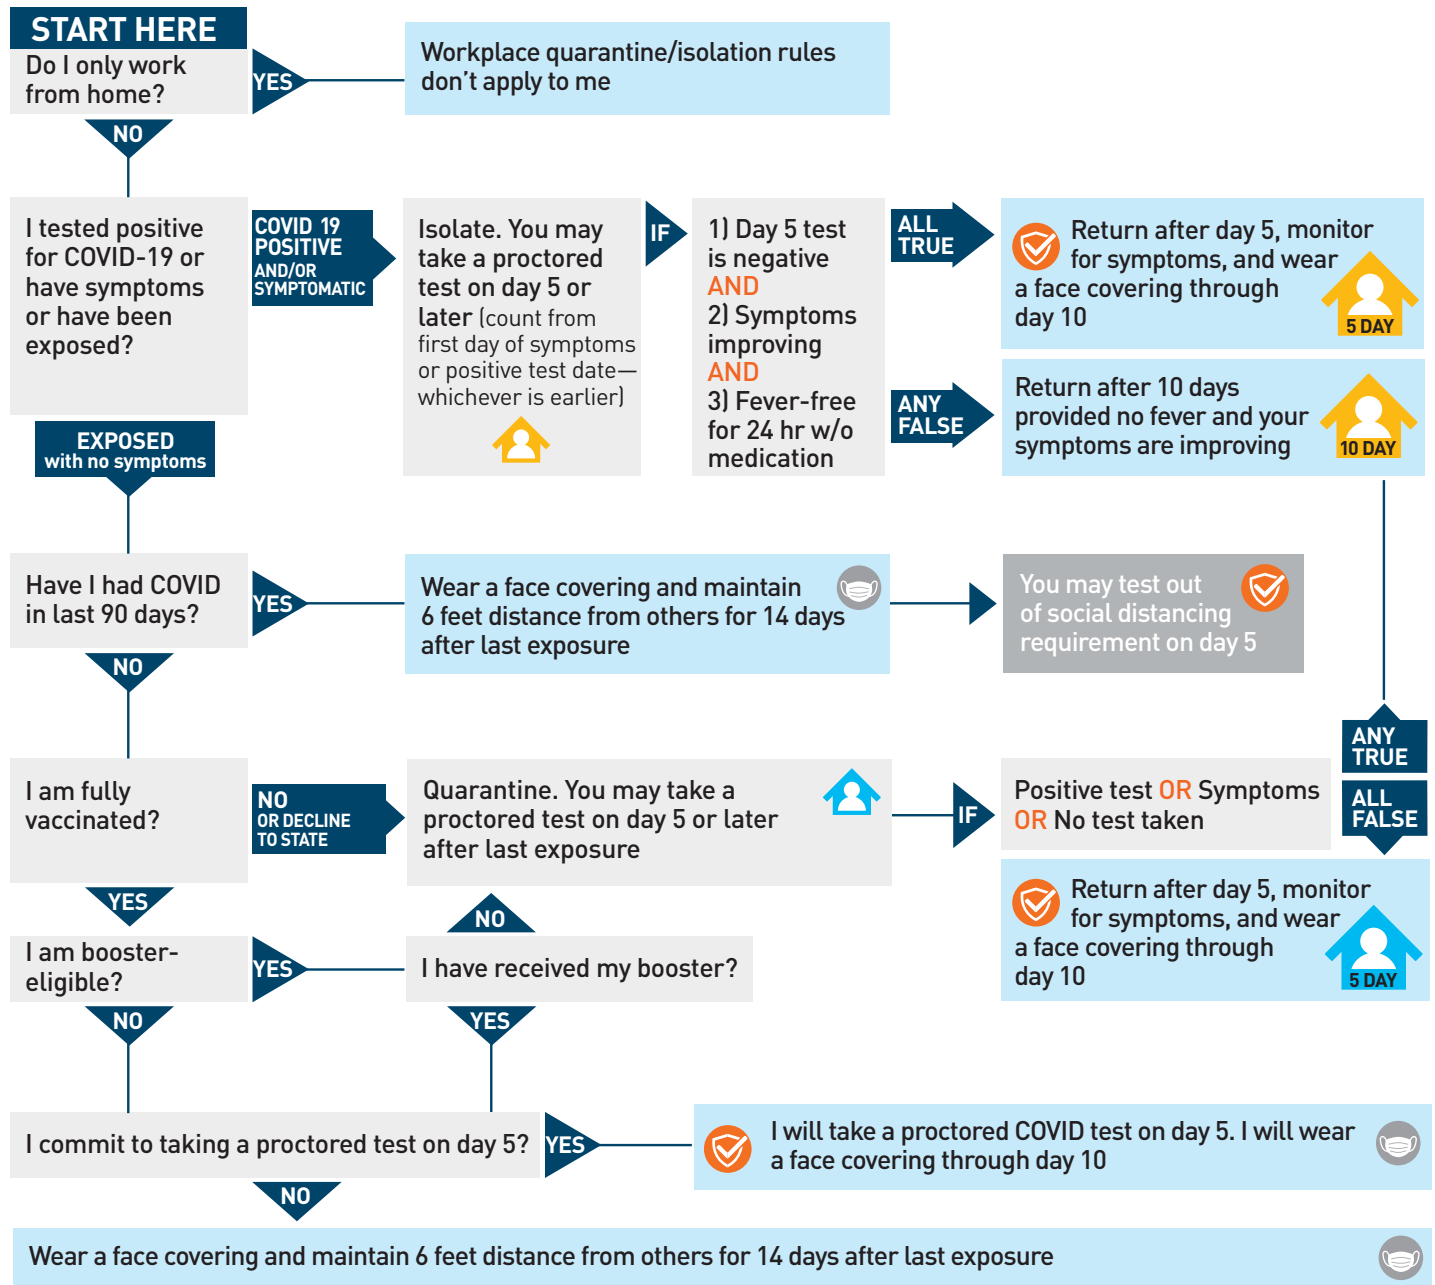 START HERE
Do I only work
from home?
YES
Workplace quarantine/isolation rules
don't apply to me
NO
I tested positive
for COVID-19 or
have symptoms
or have been
exposed?
COVID 19
POSITIVE
AND/OR
SYMPTOMATIC
Isolate. You may
take a proctored
test on day 5 or
later (count from
first day of symptoms
or positive test date—
whichever is earlier)
IF
1) Day 5 test
is negative
AND
2) Symptoms
improving
AND
3) Fever-free
for 24 hr w/o
medication
ALL
TRUE
Return after day 5, monitor
for symptoms, and wear
a face covering through
day 10
5 DAY
ANY
FALSE
Return after 10 days
provided no fever and your
symptoms are improving
10 DAY
EXPOSED
with no symptoms
Have I had COVID
in last 90 days?
YES
Wear a face covering and maintain
6 feet distance from others for 14 days
after last exposure
You may test out
of social distancing
requirement on day 5
NO
I am fully
vaccinated?
NO
OR DECLINE
TO STATE
Quarantine. You may take a
proctored test on day 5 or later
after last exposure
IF
Positive test OR Symptoms
OR No test taken
ANY
TRUE
ALL
FALSE
Return after day 5, monitor
for symptoms, and wear
a face covering through
day 10
5 DAY
YES
I am booster-
eligible?
YES
I have received my booster?
NO
YES
NO
I commit to taking a proctored test on day 5?
YES
I will take a proctored COVID test on day 5. I will wear
a face covering through day 10
NO
Wear a face covering and maintain 6 feet distance from others for 14 days after last exposure